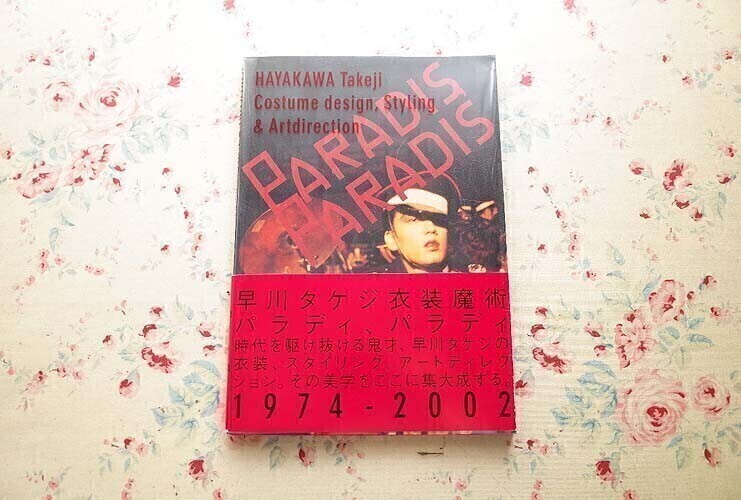 HAYAKAWA Takeji
Costume design, Styling
& Artdirection
PARADIS
PARADIS
早川タケジ衣装魔術
パラディ、パラディ
時代を駆け抜ける鬼才、早川タケジの
衣装、スタイリング、アートディレク
ション。その美学をここに集大成する。
1974-2002